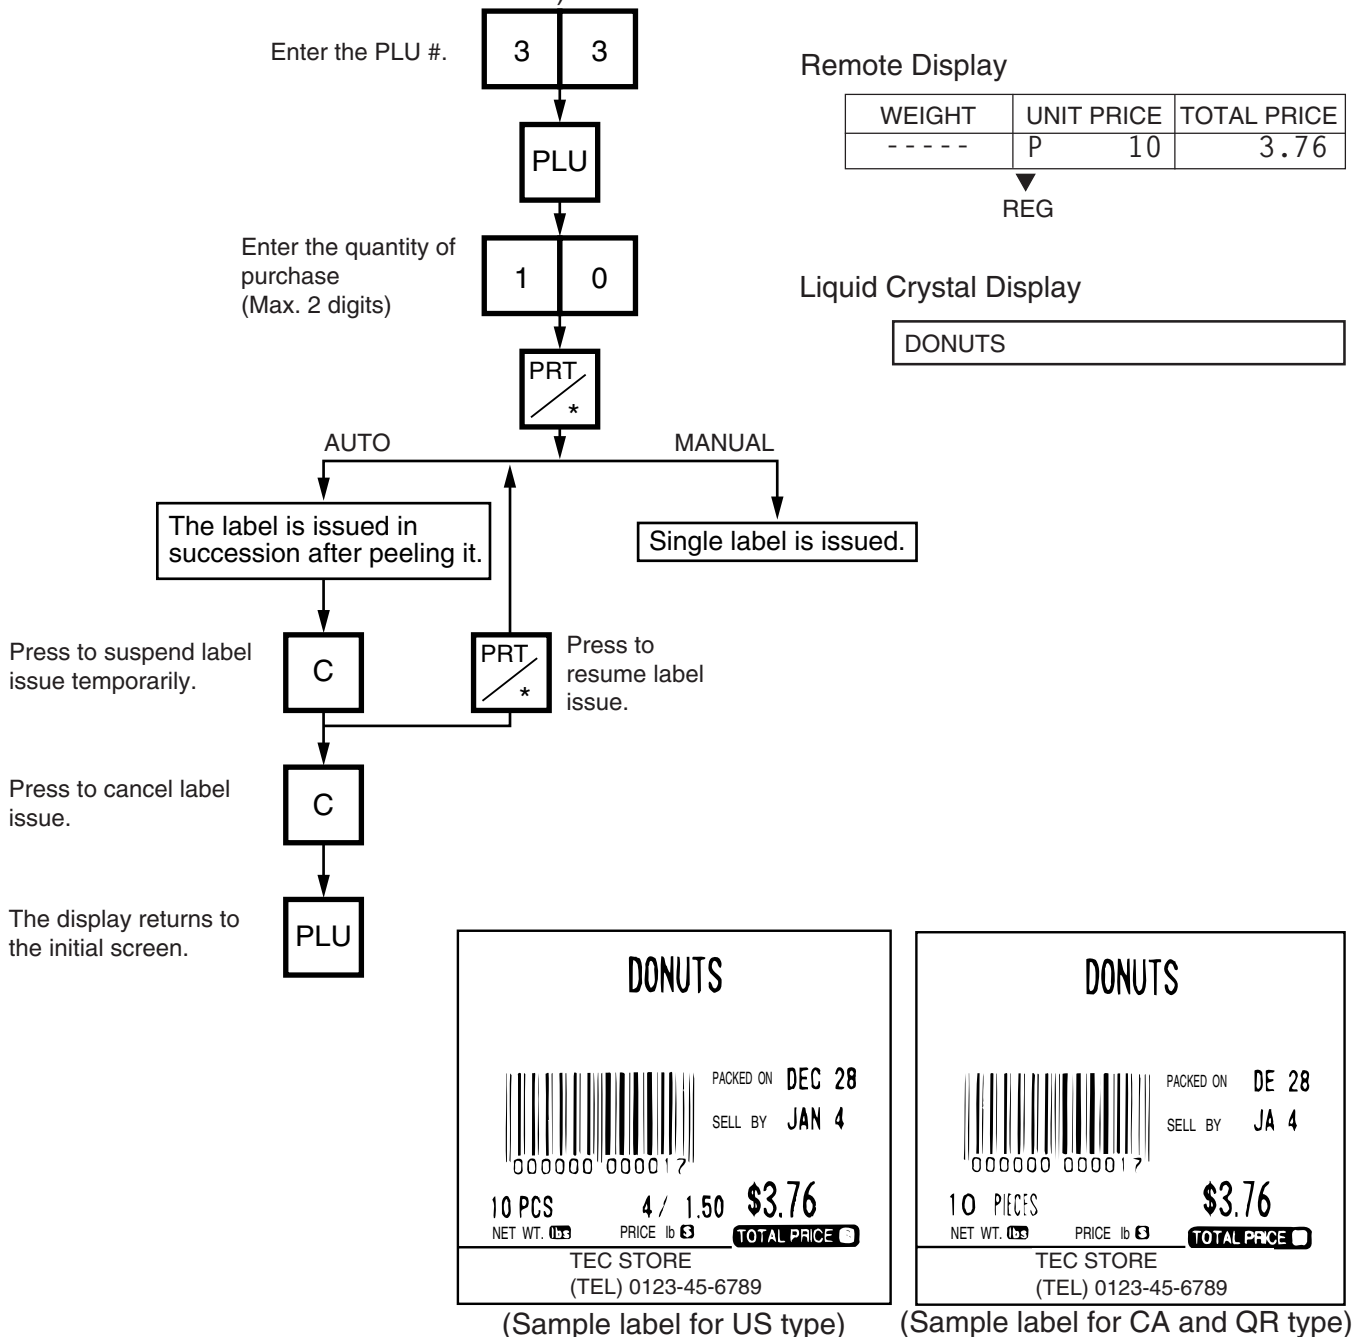 Enter the PLU #.
3 3
PLU
Enter the quantity of
purchase
(Max. 2 digits)
1 0
PRT
*
AUTO
MANUAL
The label is issued in
succession after peeling it.
Single label is issued.
Press to suspend label
issue temporarily.
C
PRT
*
Press to
resume label
issue.
Press to cancel label
issue.
C
The display returns to
the initial screen.
PLU
Remote Display
WEIGHT UNIT PRICE TOTAL PRICE
- - - - - P 10 3.76
REG
Liquid Crystal Display
DONUTS
DONUTS
PACKED ON DEC 28
SELL BY JAN 4
000000 000017
10 PCS 4 / 1.50 $3.76
NET WT. lbs PRICE lb $ TOTAL PRICE
TEC STORE
(TEL) 0123-45-6789
(Sample label for US type)
DONUTS
PACKED ON DE 28
SELL BY JA 4
000000 000017
10 PIECES $3.76
NET WT. lbs PRICE lb $ TOTAL PRICE
TEC STORE
(TEL) 0123-45-6789
(Sample label for CA and QR type)